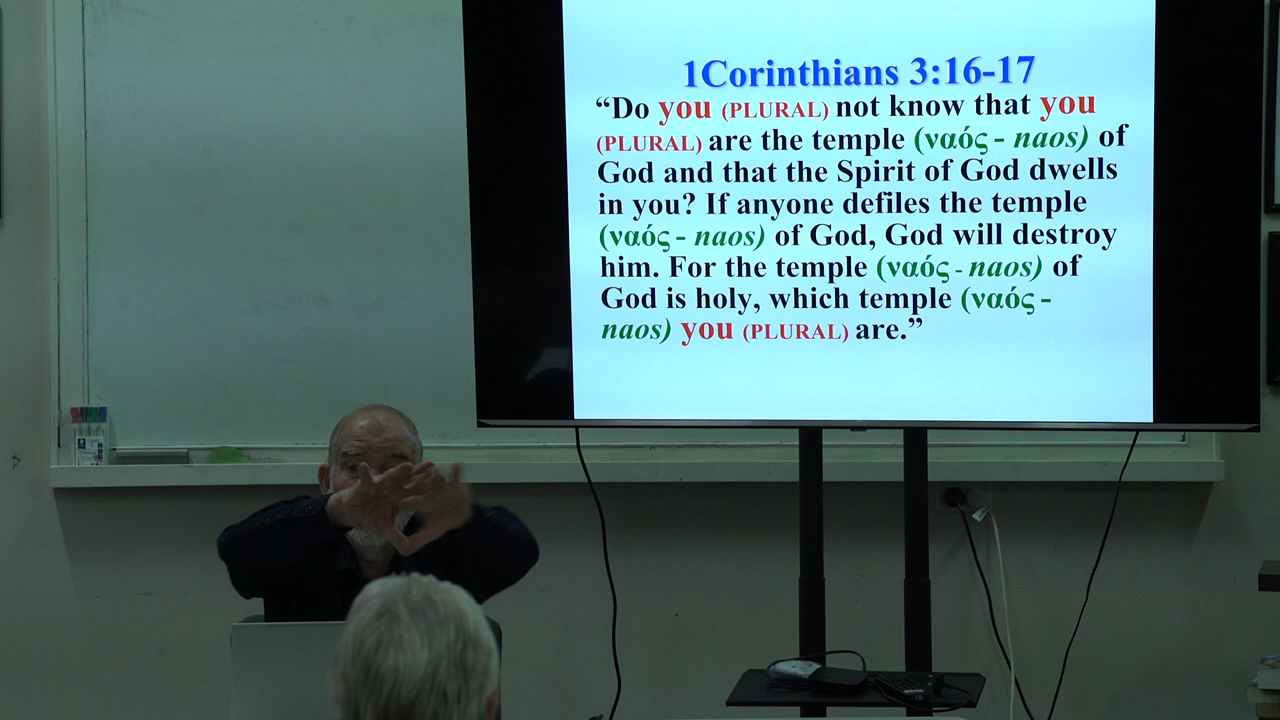 1Corinthians 3:16-17
“Do you (PLURAL) not know that you
(PLURAL) are the temple (ναός - naos) of
God and that the Spirit of God dwells
in you? If anyone defiles the temple
(ναός - naos) of God, God will destroy
him. For the temple (ναός - naos) of
God is holy, which temple (ναός -
naos) you (PLURAL) are.”